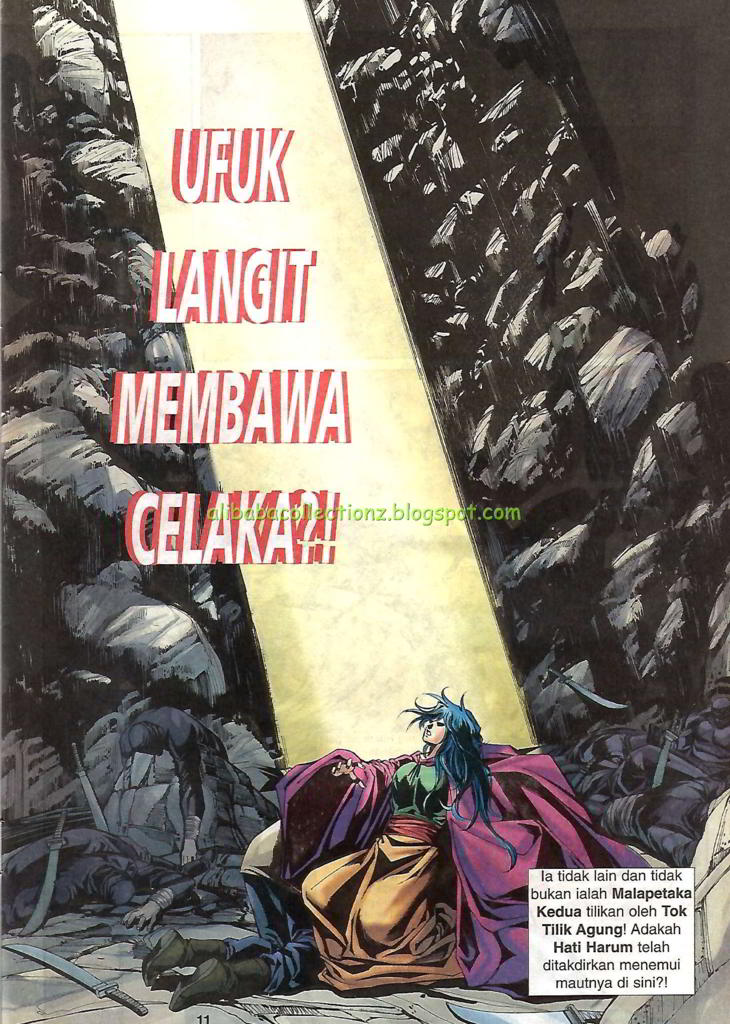 UFUK
LANGIT
MEMBAWA
CELAKA?!
alibabacollectionz.blogspot.com
Ia tidak lain dan tidak
bukan ialah Malapetaka
Kedua tilikan oleh Tok
Tilik Agung! Adakah
Hati Harum telah
ditakdirkan menemui
mautnya di sini?!
11